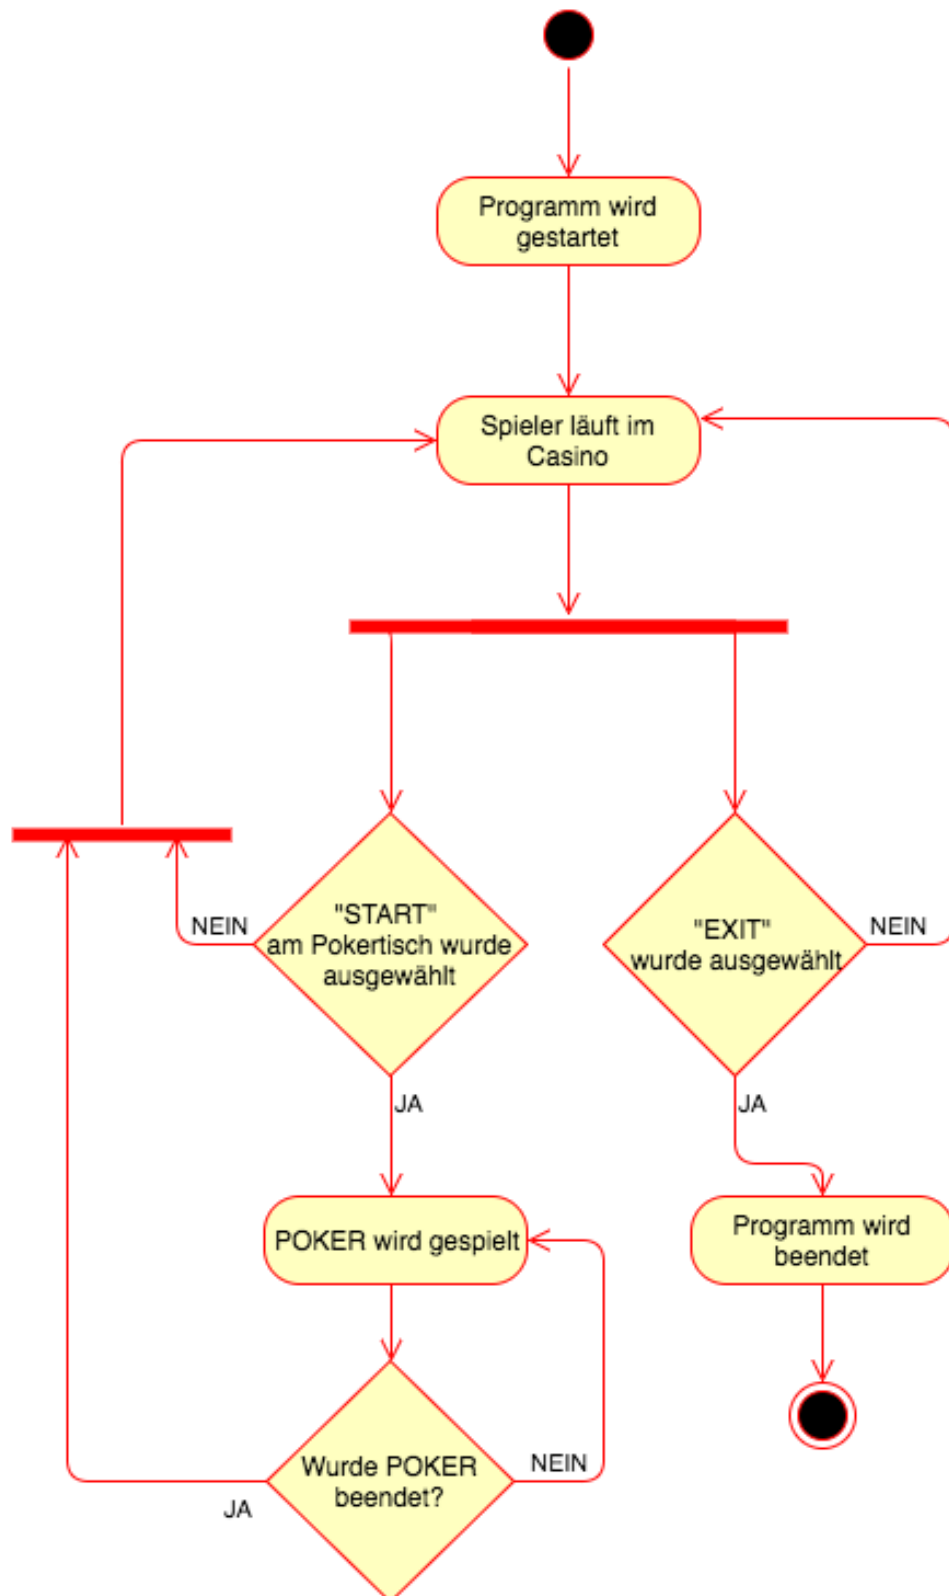 Programm wird
gestartet
Spieler läuft im
Casino
"START"
am Pokertisch wurde
ausgewählt
NEIN
JA
"EXIT"
wurde ausgewählt
NEIN
JA
POKER wird gespielt
Programm wird
beendet
Wurde POKER
beendet?
NEIN
JA